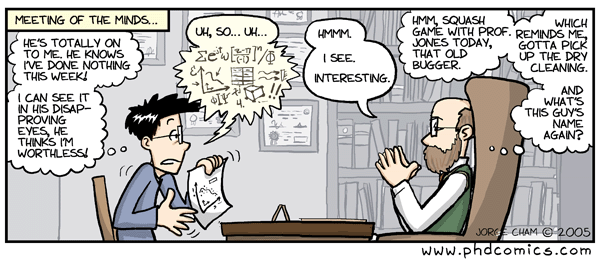 MEETING OF THE MINDS...
HE'S TOTALLY ON
TO ME. HE KNOWS
I'VE DONE NOTHING
THIS WEEK!
I CAN SEE IT
IN HIS DISAP-
PROVING
EYES, HE
THINKS I'M
WORTHLESS!
UH, SO... UH...
HMMM.
I SEE.
INTERESTING.
HMM, SQUASH
GAME WITH PROF.
JONES TODAY,
THAT OLD
BUGGER.
WHICH
REMINDS ME,
GOTTA PICK
UP THE DRY
CLEANING.
AND
WHAT'S
THIS GUY'S
NAME
AGAIN?
JORGE CHAM © 2005
www.phdcomics.com